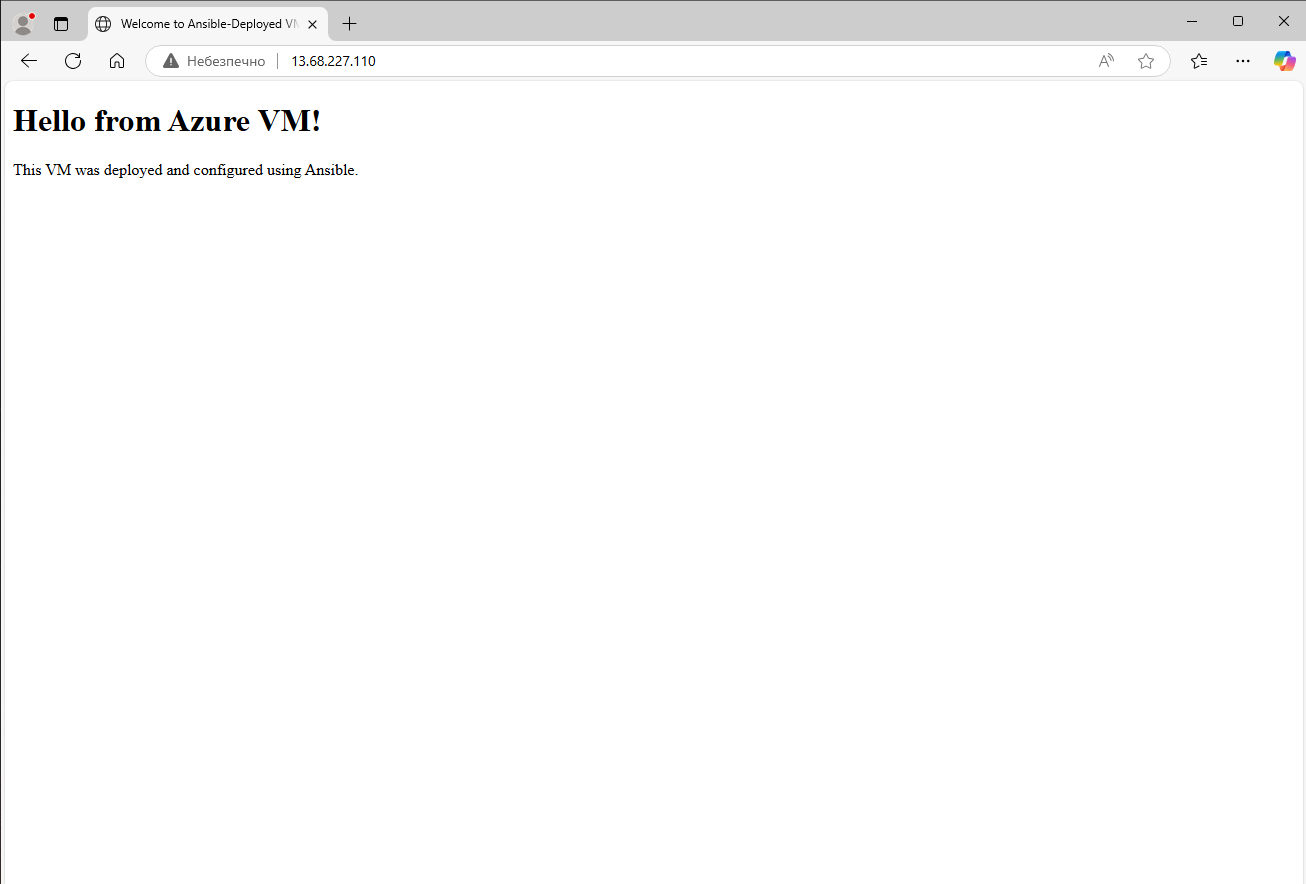 Welcome to Ansible-Deployed
Небезпечно
13.68.227.110
Hello from Azure VM!
This VM was deployed and configured using Ansible.